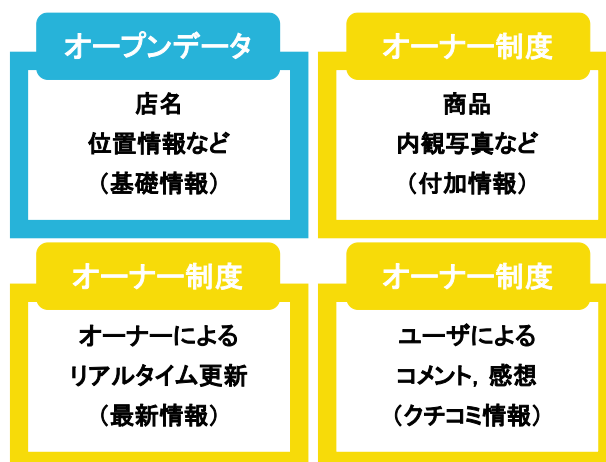 オープンデータ
店名
位置情報など
（基礎情報）
オーナー制度
商品
内観写真など
（付加情報）
オーナー制度
オーナーによる
リアルタイム更新
（最新情報）
オーナー制度
ユーザによる
コメント，感想
（クチコミ情報）